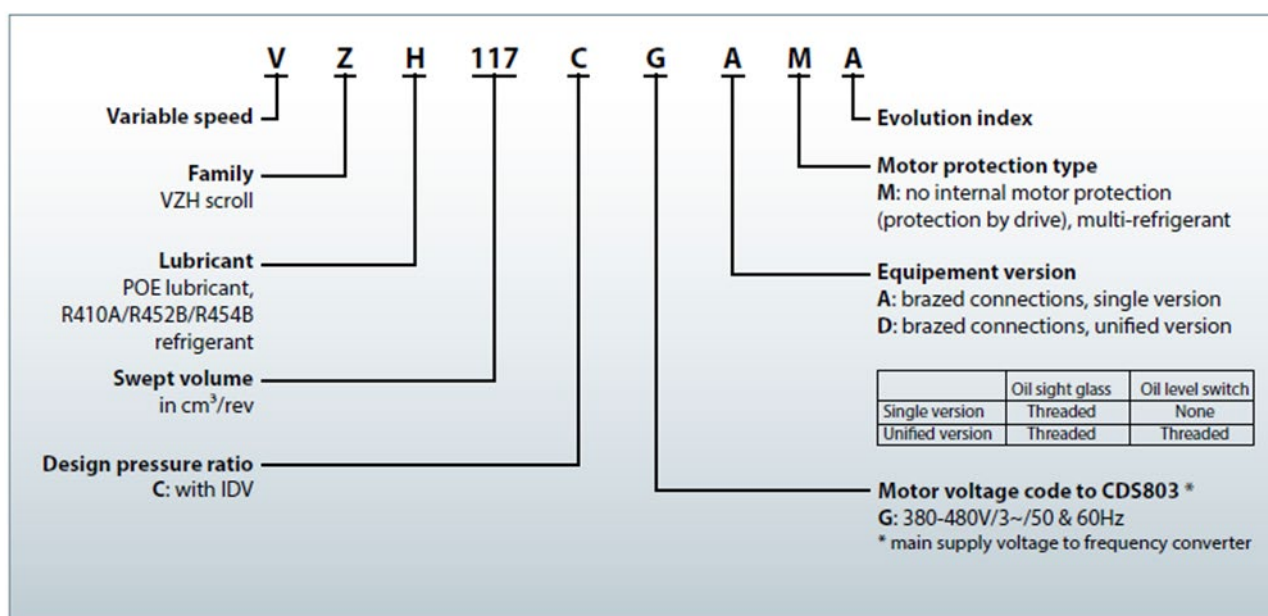 V Z H 117 C G A M A
Variable speed
Family
VZH scroll
Lubricant
POE lubricant,
R410A/R452B/R454B
refrigerant
Swept volume
in cm³/rev
Design pressure ratio
C: with IDV
Evolution index
Motor protection type
M: no internal motor protection
(protection by drive), multi-refrigerant
Equipement version
A: brazed connections, single version
D: brazed connections, unified version
Oil sight glass Oil level switch
Single version Threaded None
Unified version Threaded Threaded
Motor voltage code to CDS803 *
G: 380-480V/3~/50 & 60Hz
* main supply voltage to frequency converter